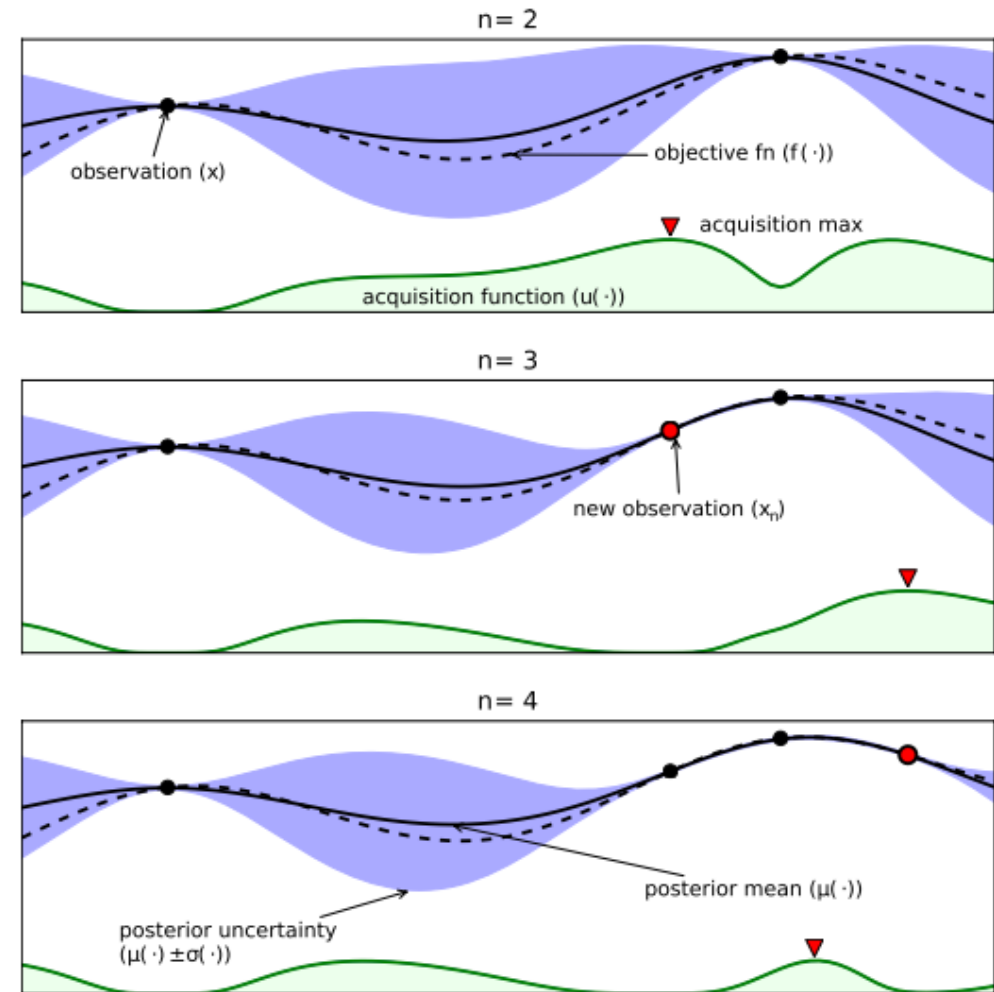 n= 2
observation (x)
objective fn (f(·))
acquisition max
acquisition function (u(·))
n= 3
new observation (xₙ)
n= 4
posterior mean (μ(·))
posterior uncertainty
(μ(·)±σ(·))